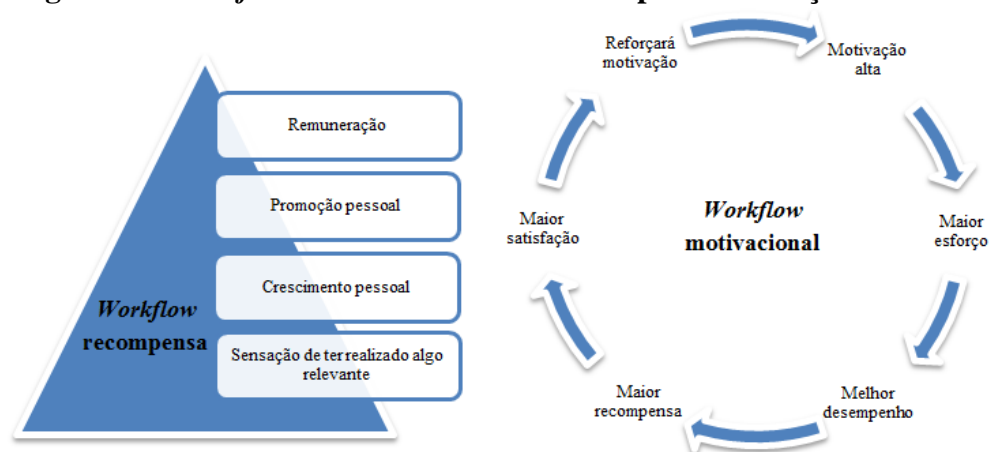 Remuneração
Promoção pessoal
Crescimento pessoal
Sensação de ter realizado algo
relevante
Workflow
recompensa
Reforçará
motivação
Motivação
alta
Maior
esforço
Melhor
desempenho
Maior
recompensa
Maior
satisfação
Workflow
motivacional